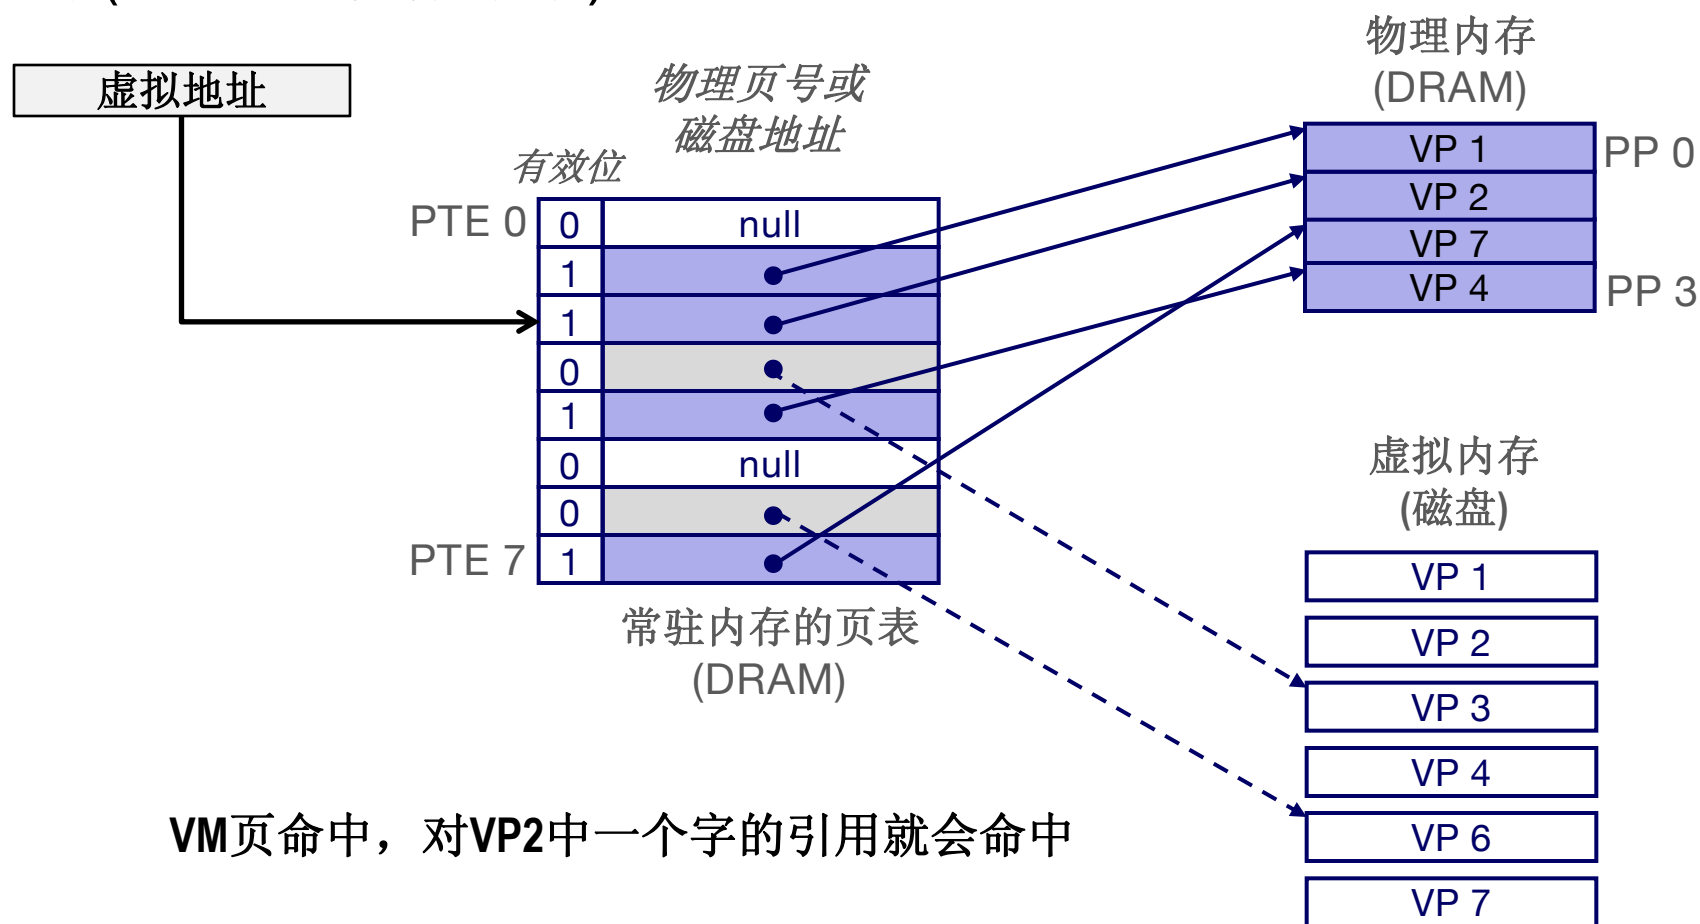 虚拟地址
物理页号或
磁盘地址
有效位
PTE 0
0 null
1
1
0
1
0 null
0
PTE 7
1
常驻内存的页表
(DRAM)
物理内存
(DRAM)
VP 1
PP 0
VP 2
VP 7
VP 4
PP 3
虚拟内存
(磁盘)
VP 1
VP 2
VP 3
VP 4
VP 6
VP 7
VM页命中，对VP2中一个字的引用就会命中